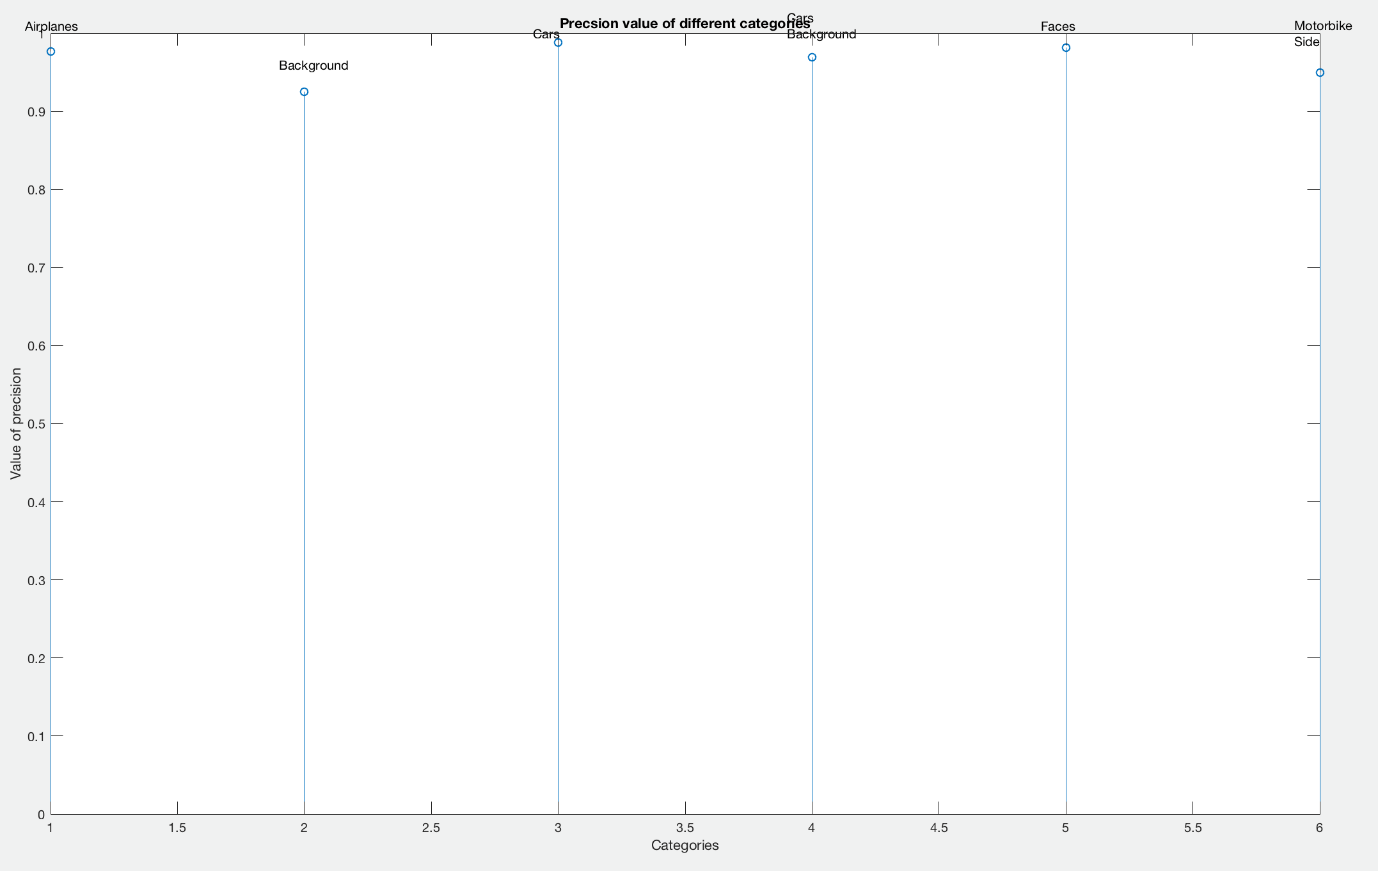 Precsion value of different categories
Airplanes
Background
Cars
Cars
Background
Faces
Motorbike
Side
1
0.9
0.8
0.7
0.6
0.5
0.4
0.3
0.2
0.1
0
Value of precision
1 1.5 2 2.5 3 3.5 4 4.5 5 5.5 6
Categories